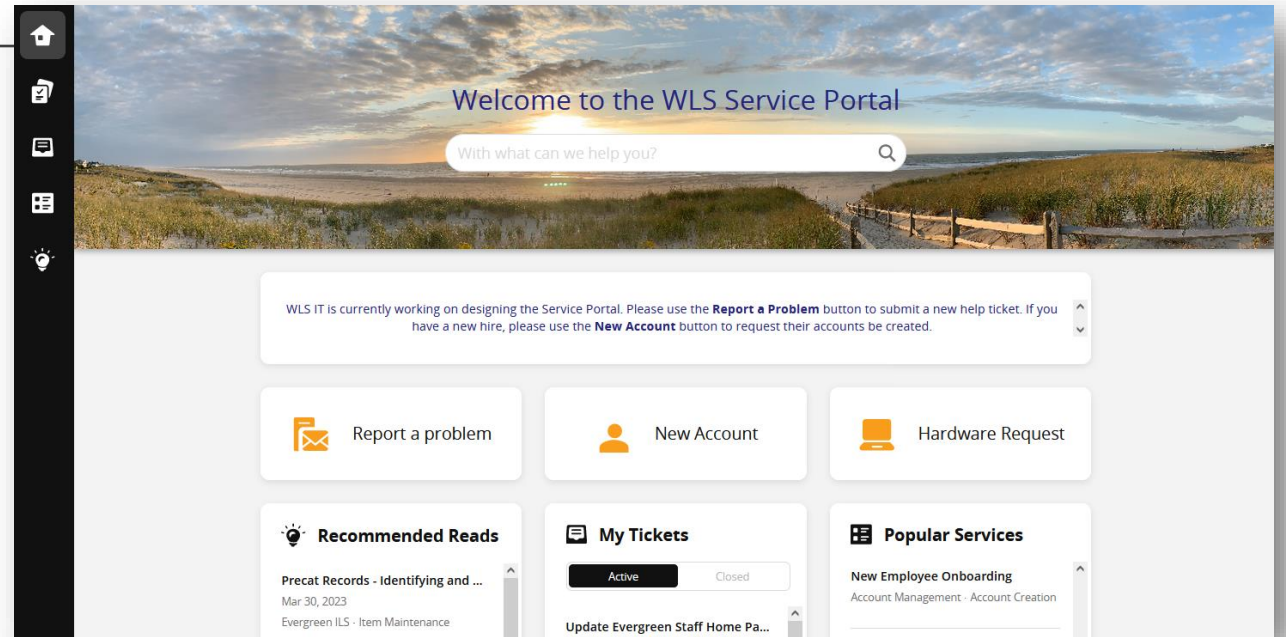 Welcome to the WLS Service Portal
With what can we help you?
WLS IT is currently working on designing the Service Portal. Please use the Report a Problem button to submit a new help ticket. If you
have a new hire, please use the New Account button to request their accounts be created.
Report a problem
New Account
Hardware Request
Recommended Reads
Precat Records - Identifying and ...
Mar 30, 2023
Evergreen ILS · Item Maintenance
My Tickets
Active
Closed
Update Evergreen Staff Home Pa...
Popular Services
New Employee Onboarding
Account Management · Account Creation